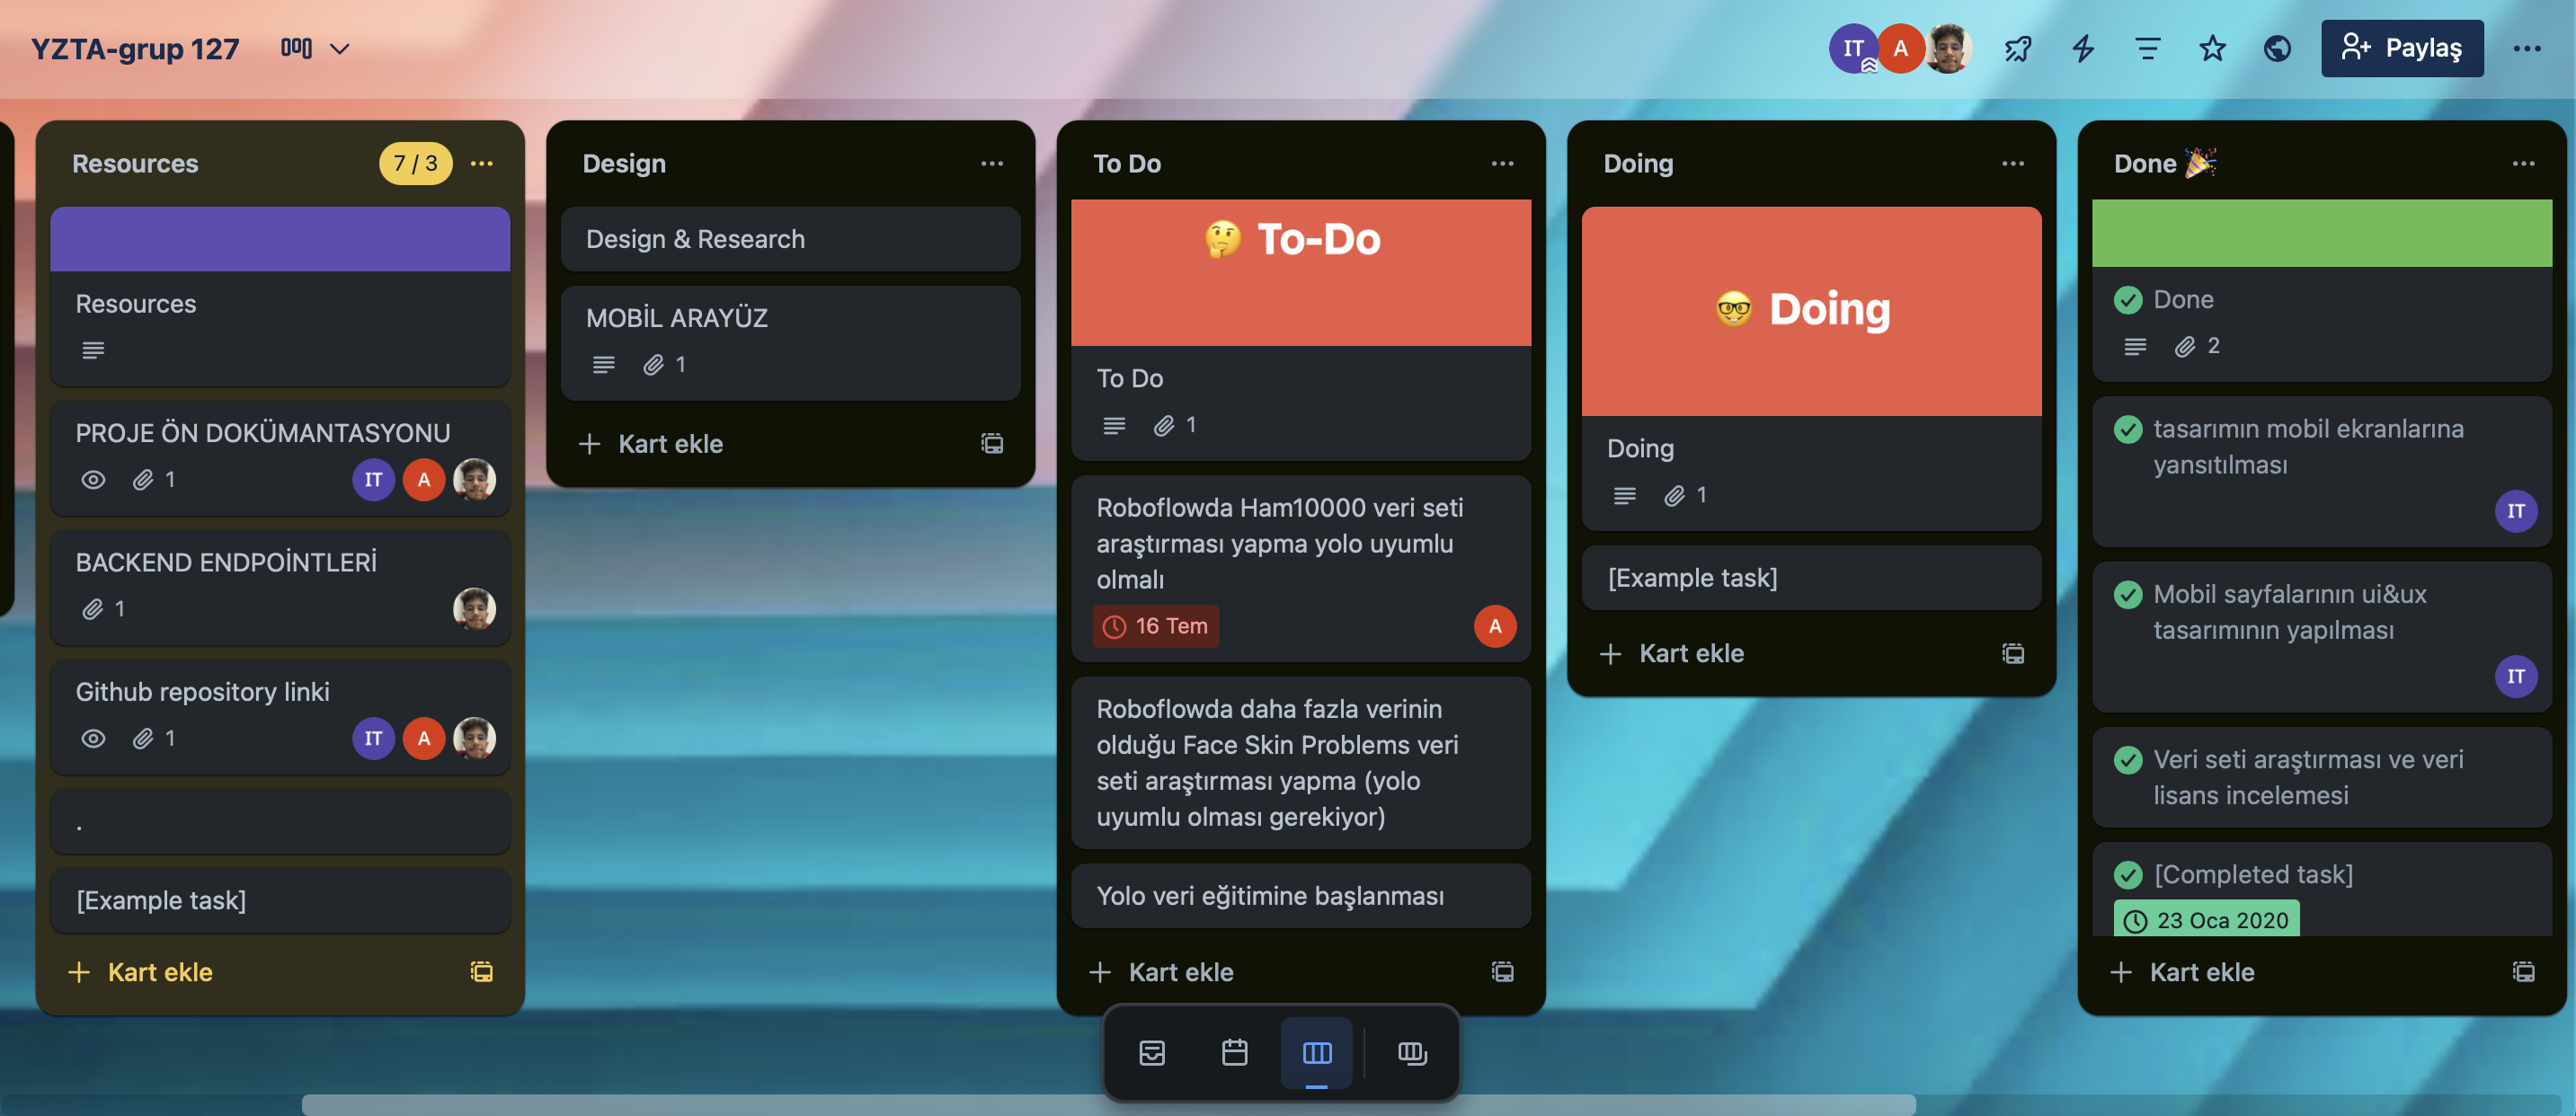 YZTA-grup 127
IT
A
Paylaş
Resources
7 / 3
Resources
PROJE ÖN DOKÜMANTASYONU
1
IT
A
BACKEND ENDPOİNTLERİ
1
Github repository linki
1
IT
A
.
[Example task]
Kart ekle
Design
Design & Research
MOBİL ARAYÜZ
1
Kart ekle
To Do
🤔 To-Do
To Do
1
Roboflowda Ham10000 veri seti
araştırması yapma yolo uyumlu
olmalı
16 Tem
A
Roboflowda daha fazla verinin
olduğu Face Skin Problems veri
seti araştırması yapma (yolo
uyumlu olması gerekiyor)
Yolo veri eğitimine başlanması
Kart ekle
Doing
🤓 Doing
Doing
1
[Example task]
Kart ekle
Done 🎉
Done
2
tasarımın mobil ekranlarına
yansıtılması
IT
Mobil sayfalarının ui&ux
tasarımının yapılması
IT
Veri seti araştırması ve veri
lisans incelemesi
[Completed task]
23 Oca 2020
Kart ekle